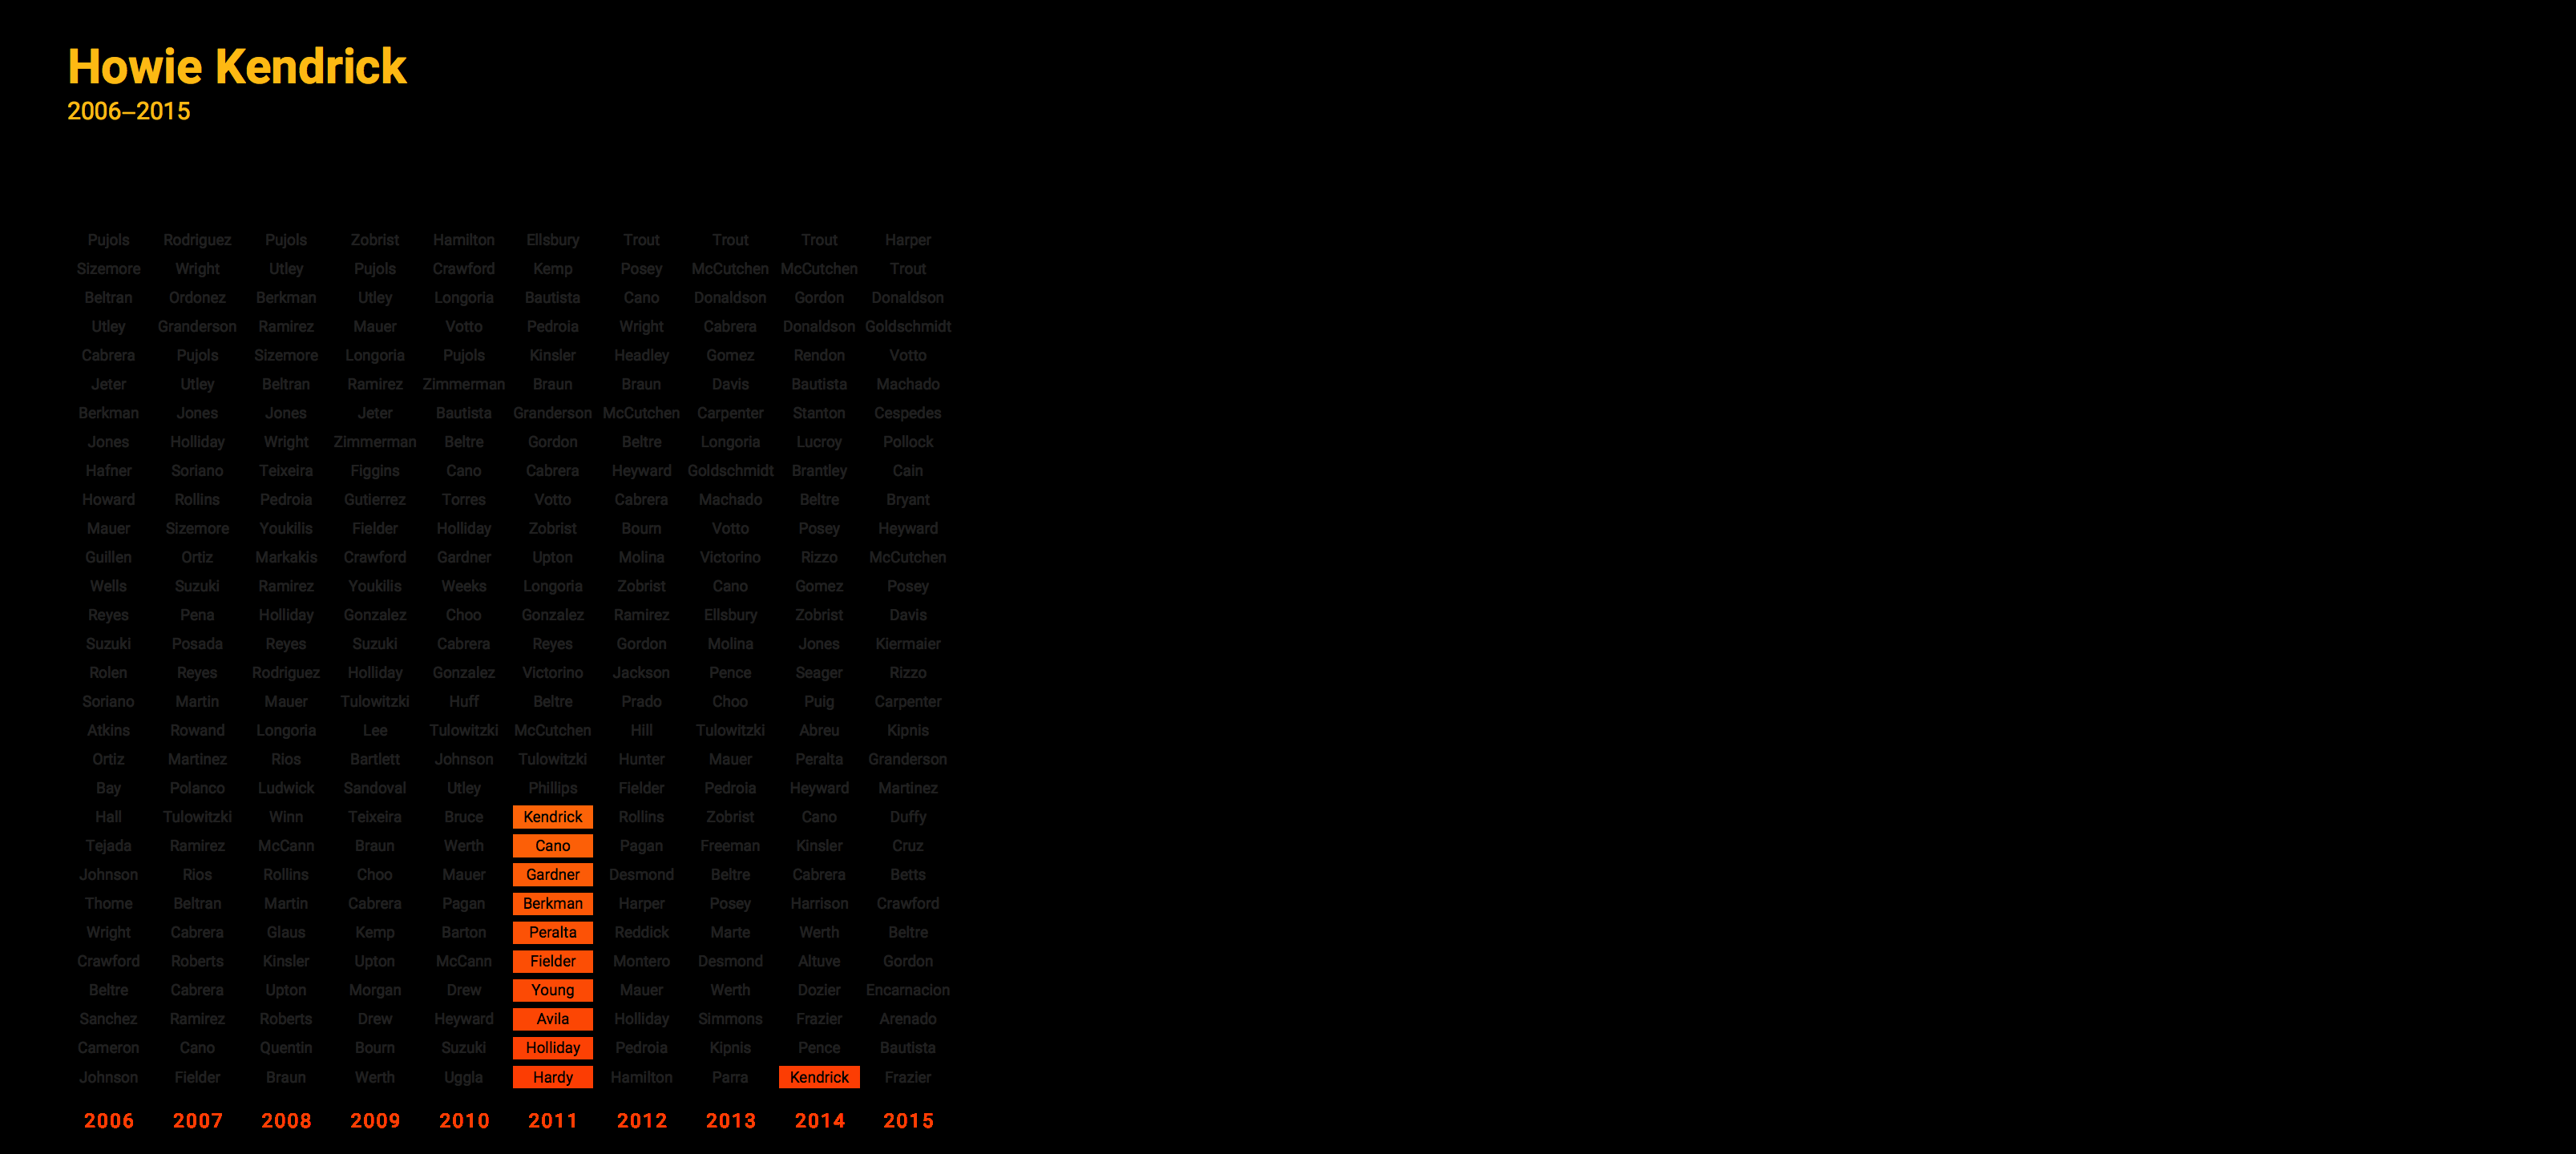 Howie Kendrick
2006–2015
Pujols Rodriguez Pujols Zobrist Hamilton Ellsbury Trout Trout Trout Harper
Sizemore Wright Utley Pujols Crawford Kemp Posey McCutchen McCutchen Trout
Beltran Ordonez Berkman Utley Longoria Bautista Cano Donaldson Gordon Donaldson
Utley Granderson Ramirez Mauer Votto Pedroia Wright Cabrera Donaldson Goldschmidt
Cabrera Pujols Sizemore Longoria Pujols Kinsler Headley Gomez Rendon Votto
Jeter Utley Beltran Ramirez Zimmerman Braun Braun Davis Bautista Machado
Berkman Jones Jones Jeter Bautista Granderson McCutchen Carpenter Stanton Cespedes
Jones Holliday Wright Zimmerman Beltre Gordon Beltre Longoria Lucroy Pollock
Hafner Soriano Teixeira Figgins Cano Cabrera Heyward Goldschmidt Brantley Cain
Howard Rollins Pedroia Gutierrez Torres Votto Cabrera Machado Beltre Bryant
Mauer Sizemore Youkilis Fielder Holliday Zobrist Bourn Votto Posey Heyward
Guillen Ortiz Markakis Crawford Gardner Upton Molina Victorino Rizzo McCutchen
Wells Suzuki Ramirez Youkilis Weeks Longoria Zobrist Cano Gomez Posey
Reyes Pena Holliday Gonzalez Choo Gonzalez Ramirez Ellsbury Zobrist Davis
Suzuki Posada Reyes Suzuki Cabrera Reyes Gordon Molina Jones Kiermaier
Rolen Reyes Rodriguez Holliday Gonzalez Victorino Jackson Pence Seager Rizzo
Soriano Martin Mauer Tulowitzki Huff Beltre Prado Choo Puig Carpenter
Atkins Rowand Longoria Lee Tulowitzki McCutchen Hill Tulowitzki Abreu Kipnis
Ortiz Martinez Rios Bartlett Johnson Tulowitzki Hunter Mauer Peralta Granderson
Bay Polanco Ludwick Sandoval Utley Phillips Fielder Pedroia Heyward Martinez
Hall Tulowitzki Winn Teixeira Bruce Kendrick Rollins Zobrist Cano Duffy
Tejada Ramirez McCann Braun Werth Cano Pagan Freeman Kinsler Cruz
Johnson Rios Rollins Choo Mauer Gardner Desmond Beltre Cabrera Betts
Thome Beltran Martin Cabrera Pagan Berkman Harper Posey Harrison Crawford
Wright Cabrera Glaus Kemp Barton Peralta Reddick Marte Werth Beltre
Crawford Roberts Kinsler Upton McCann Fielder Montero Desmond Altuve Gordon
Beltre Cabrera Upton Morgan Drew Young Mauer Werth Dozier Encarnacion
Sanchez Ramirez Roberts Drew Heyward Avila Holliday Simmons Frazier Arenado
Cameron Cano Quentin Bourn Suzuki Holliday Pedroia Kipnis Pence Bautista
Johnson Fielder Braun Werth Uggla Hardy Hamilton Parra Kendrick Frazier
2006 2007 2008 2009 2010 2011 2012 2013 2014 2015